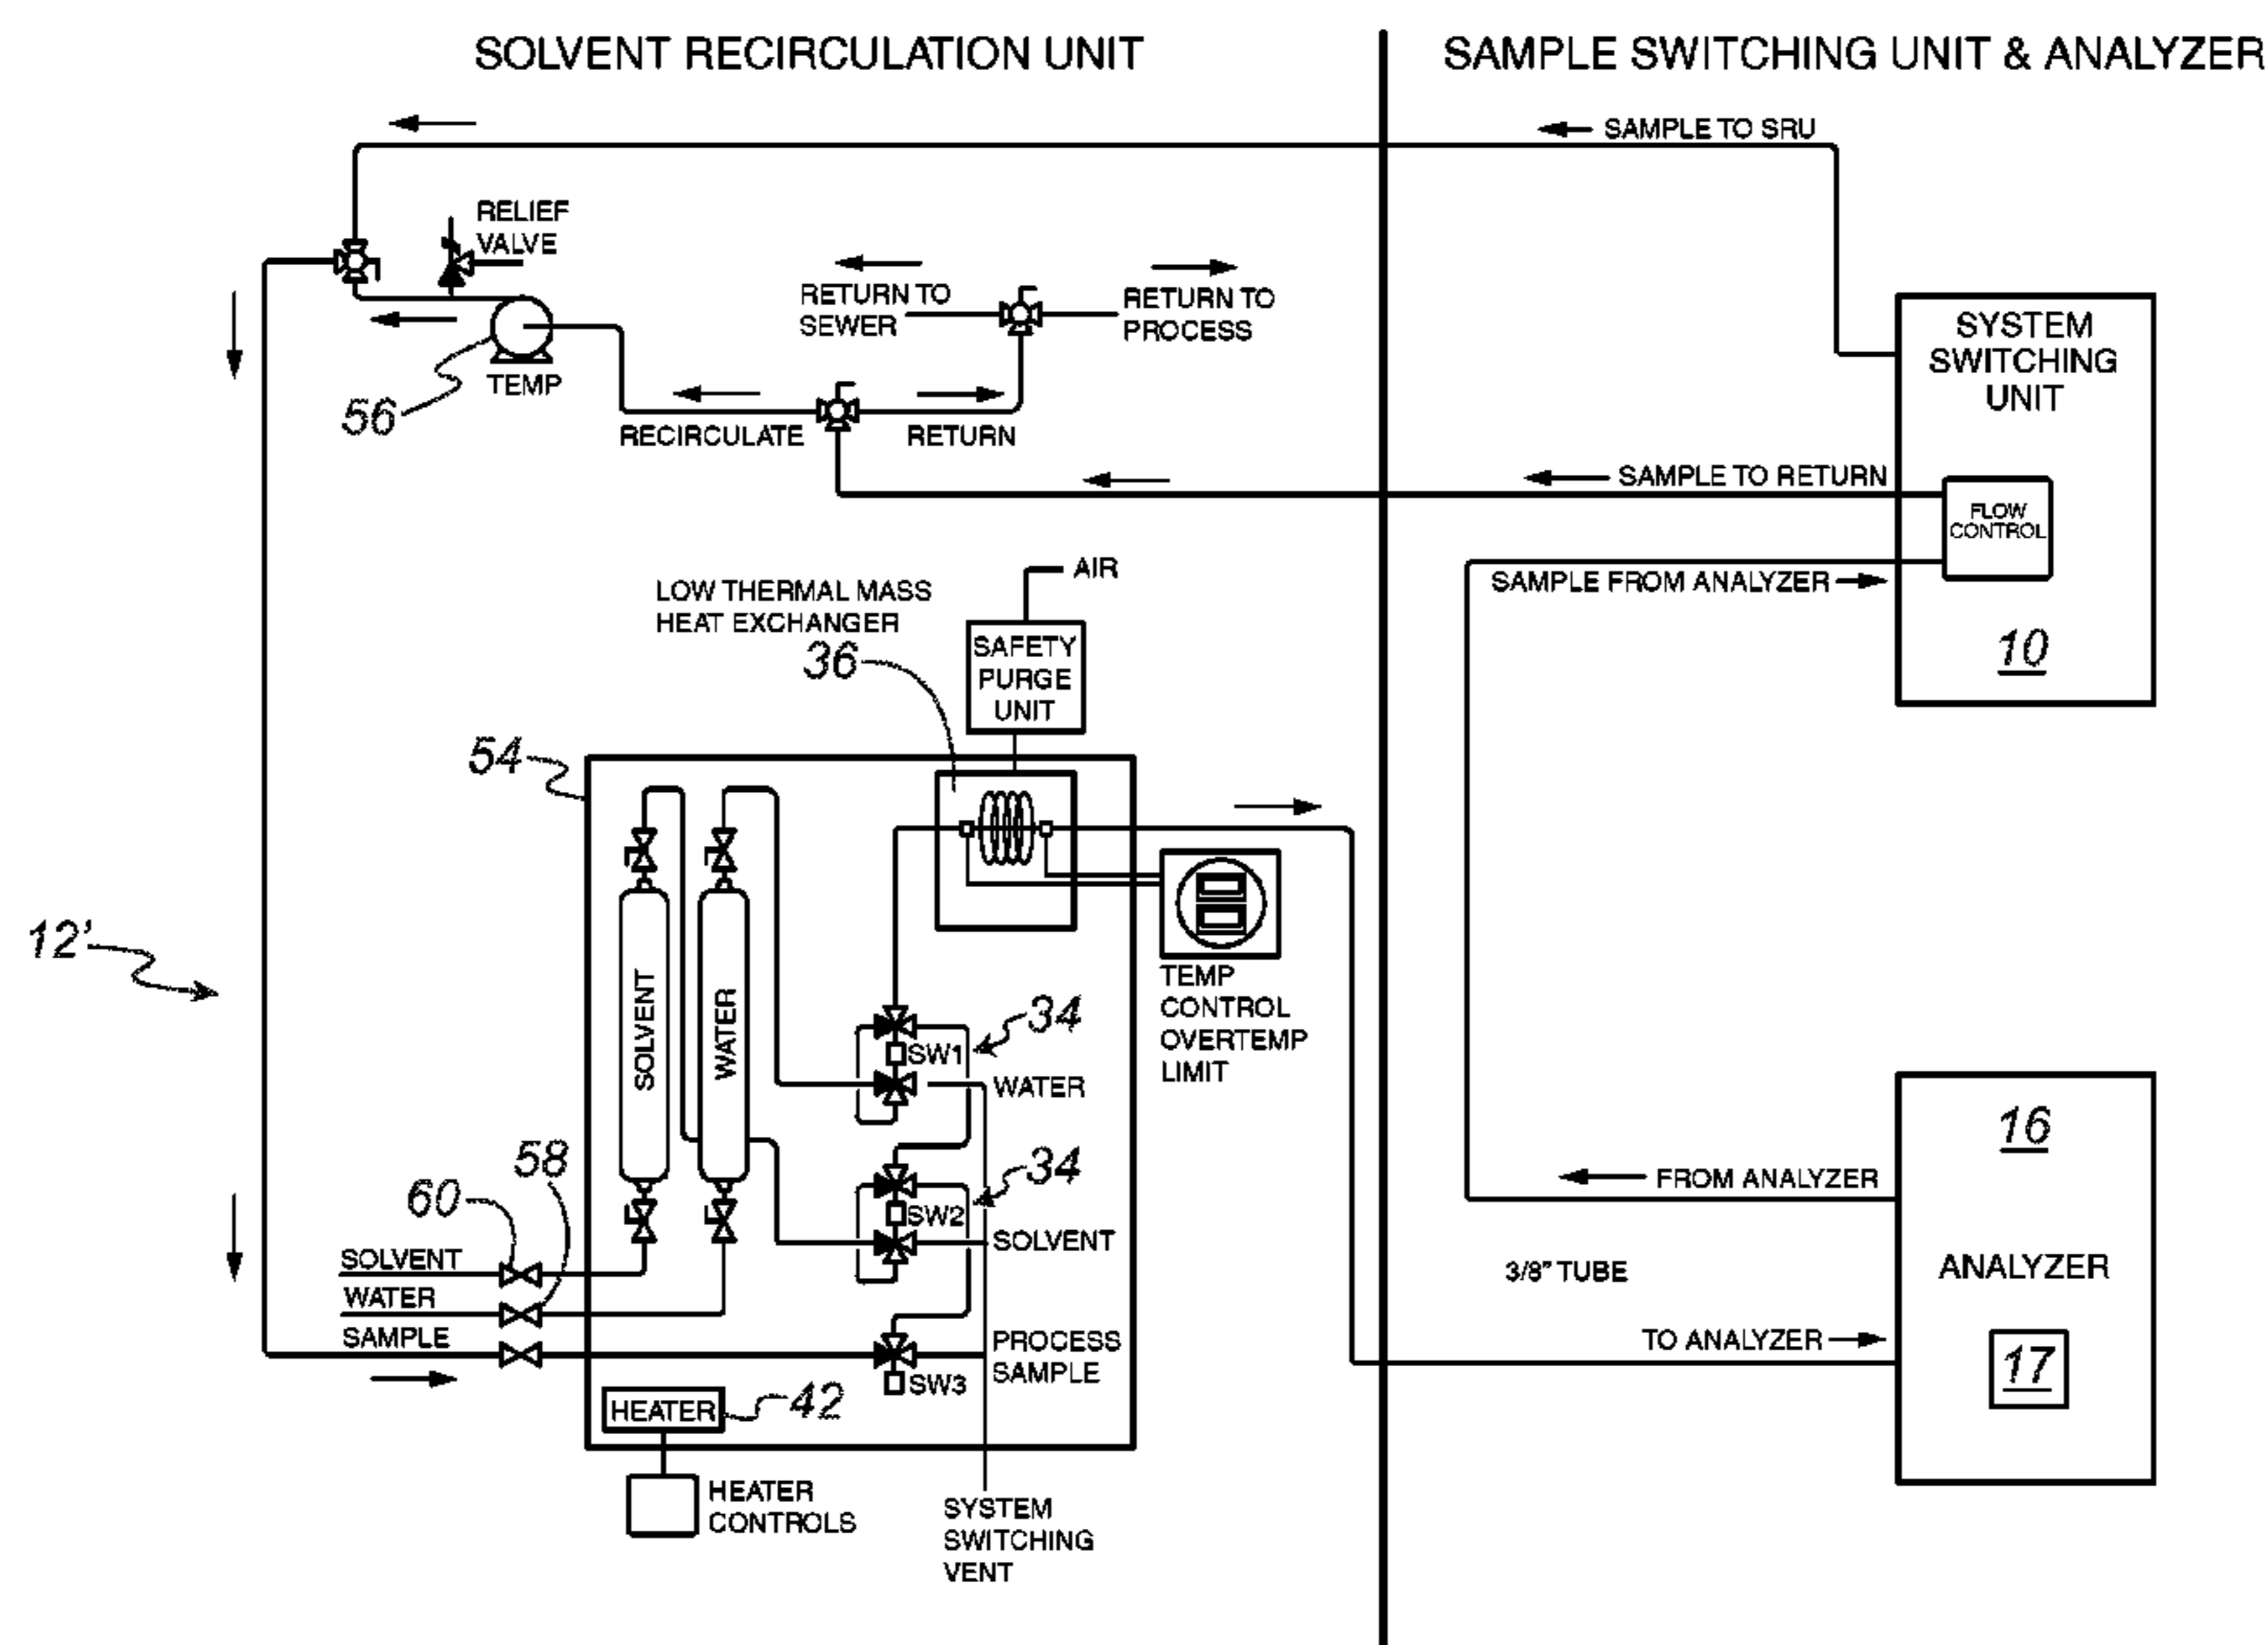 SOLVENT RECIRCULATION UNIT
SAMPLE SWITCHING UNIT & ANALYZER
SAMPLE TO SRU
RELIEF
VALVE
RETURN TO
SEWER
RETURN TO
PROCESS
SYSTEM
SWITCHING
UNIT
TEMP
56
RECIRCULATE
RETURN
SAMPLE TO RETURN
FLOW
CONTROL
SAMPLE FROM ANALYZER
10
AIR
LOW THERMAL MASS
HEAT EXCHANGER
36
SAFETY
PURGE
UNIT
54
12'
SOLVENT
WATER
TEMP
CONTROL
OVERTEMP
LIMIT
34
SW1
WATER
34
SW2
SOLVENT
58
60
SOLVENT
WATER
SAMPLE
PROCESS
SAMPLE
SW3
HEATER
42
HEATER
CONTROLS
SYSTEM
SWITCHING
VENT
16
FROM ANALYZER
ANALYZER
3/8" TUBE
TO ANALYZER
17